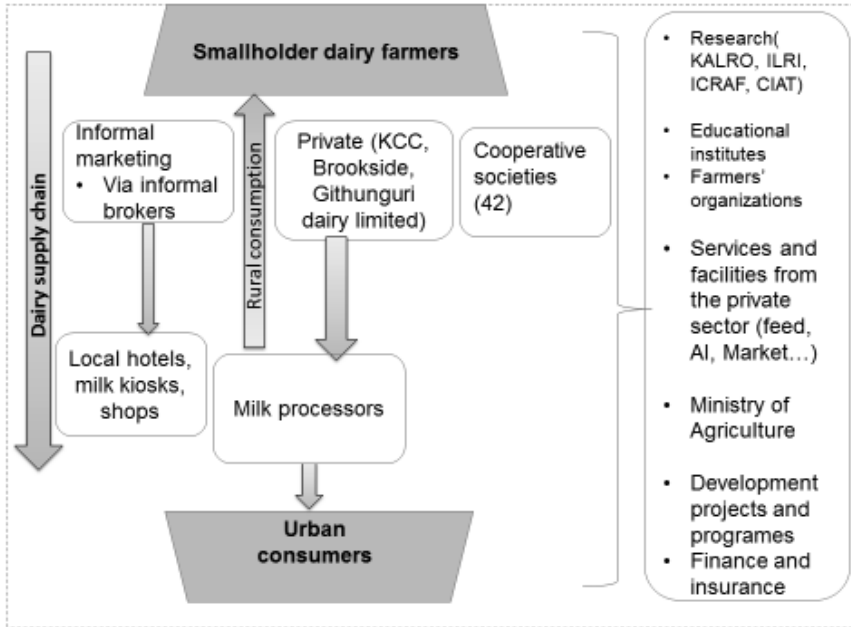 Smallholder dairy farmers
Dairy supply chain
Informal
marketing
• Via informal
brokers
Rural consumption
Private (KCC,
Brookside,
Githunguri
dairy limited)
Cooperative
societies
(42)
Local hotels,
milk kiosks,
shops
Milk processors
Urban
consumers
• Research(
KALRO, ILRI,
ICRAF, CIAT)
• Educational
institutes
• Farmers'
organizations
• Services and
facilities from
the private
sector (feed,
AI, Market…)
• Ministry of
Agriculture
• Development
projects and
programes
• Finance and
insurance